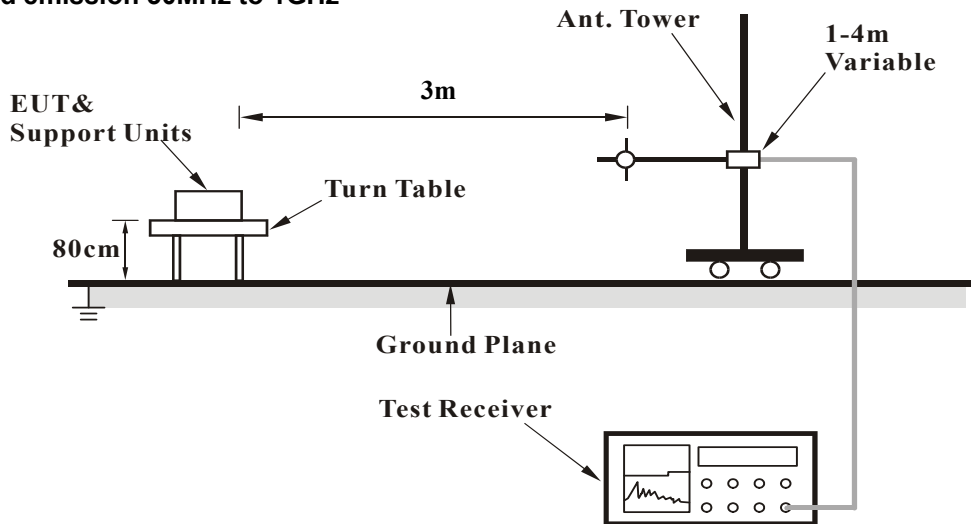 emission 30MHz to 1GHz
Ant. Tower
1-4m
Variable
3m
EUT&
Support Units
Turn Table
80cm
Ground Plane
Test Receiver